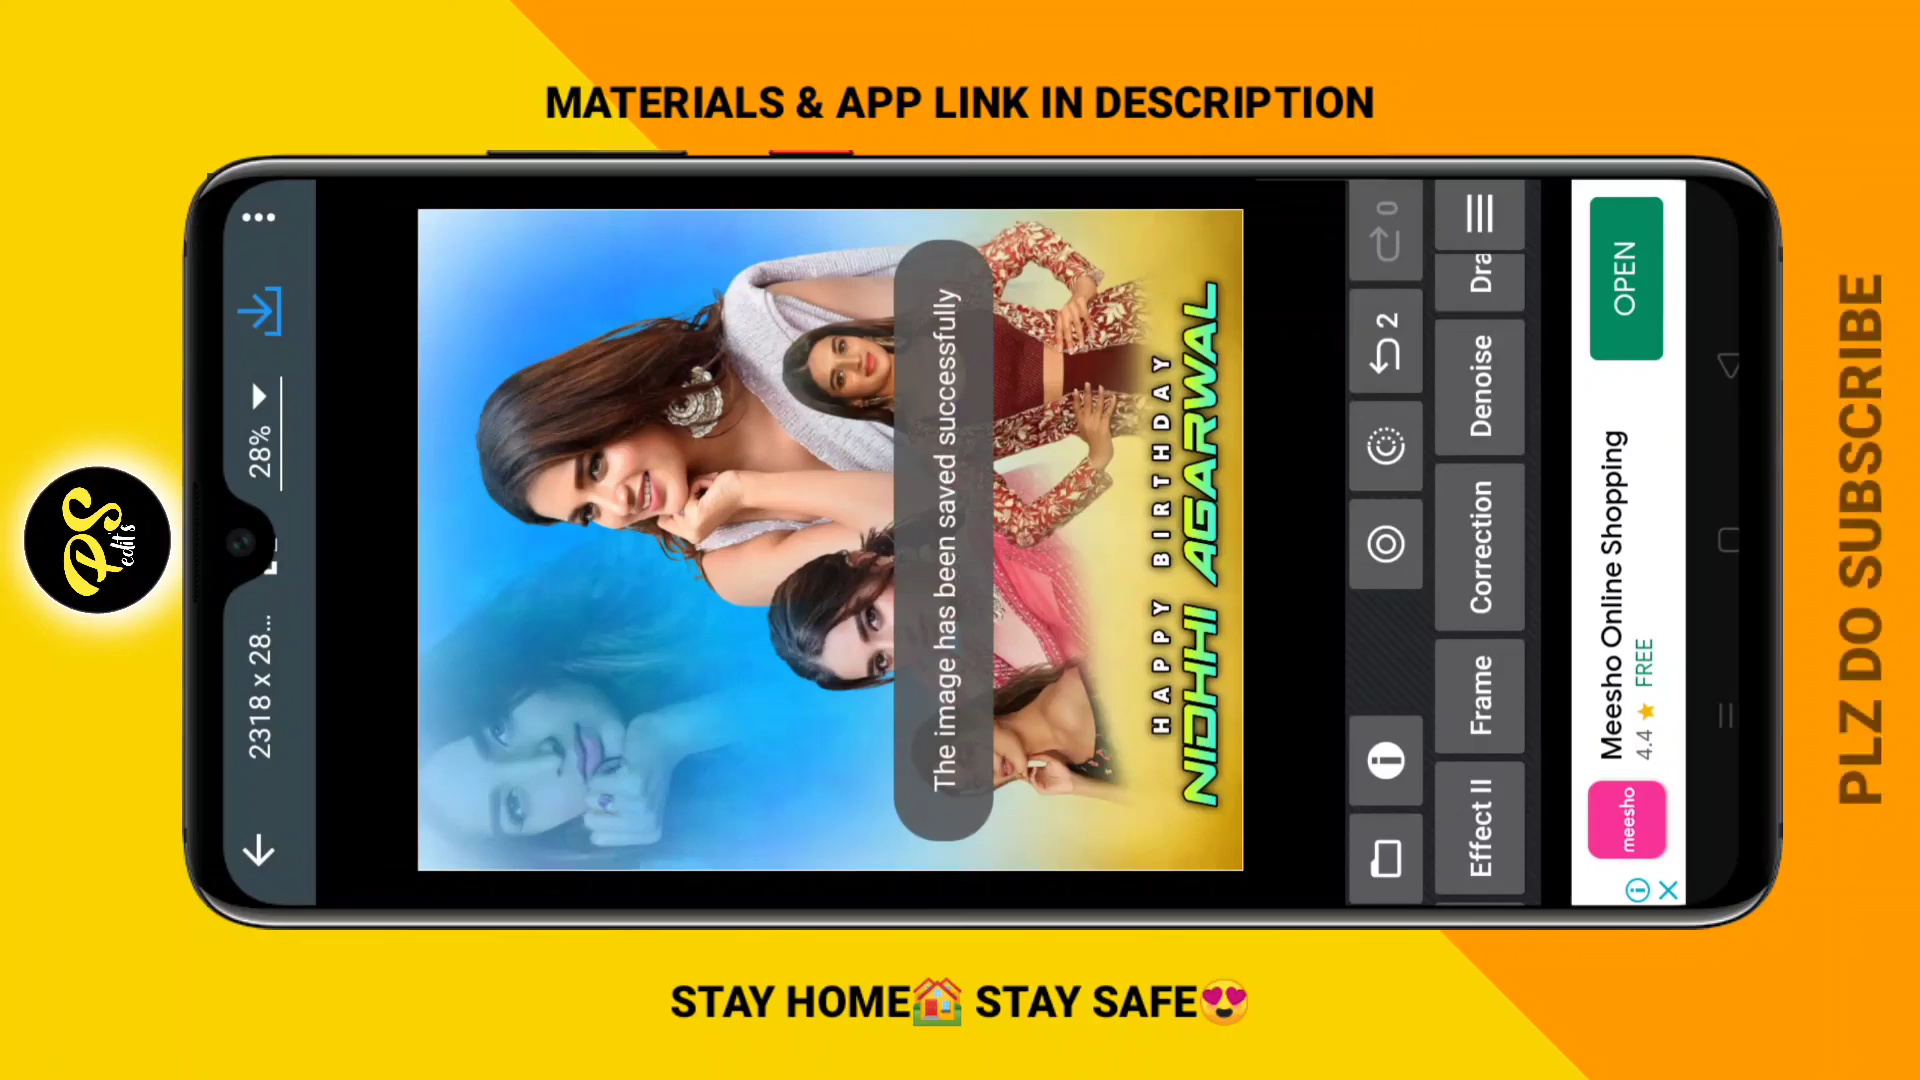 MATERIALS & APP LINK IN DESCRIPTION
PS
edit's
2318 x 28...
28%
The image has been saved successfully
HAPPY BIRTHDAY
NIDHHI AGARWAL
2
0
Effect II
Frame
Correction
Denoise
Dra
meesho
Meesho Online Shopping
4.4 ★ FREE
OPEN
PLZ DO SUBSCRIBE
STAY HOME🏠 STAY SAFE😍